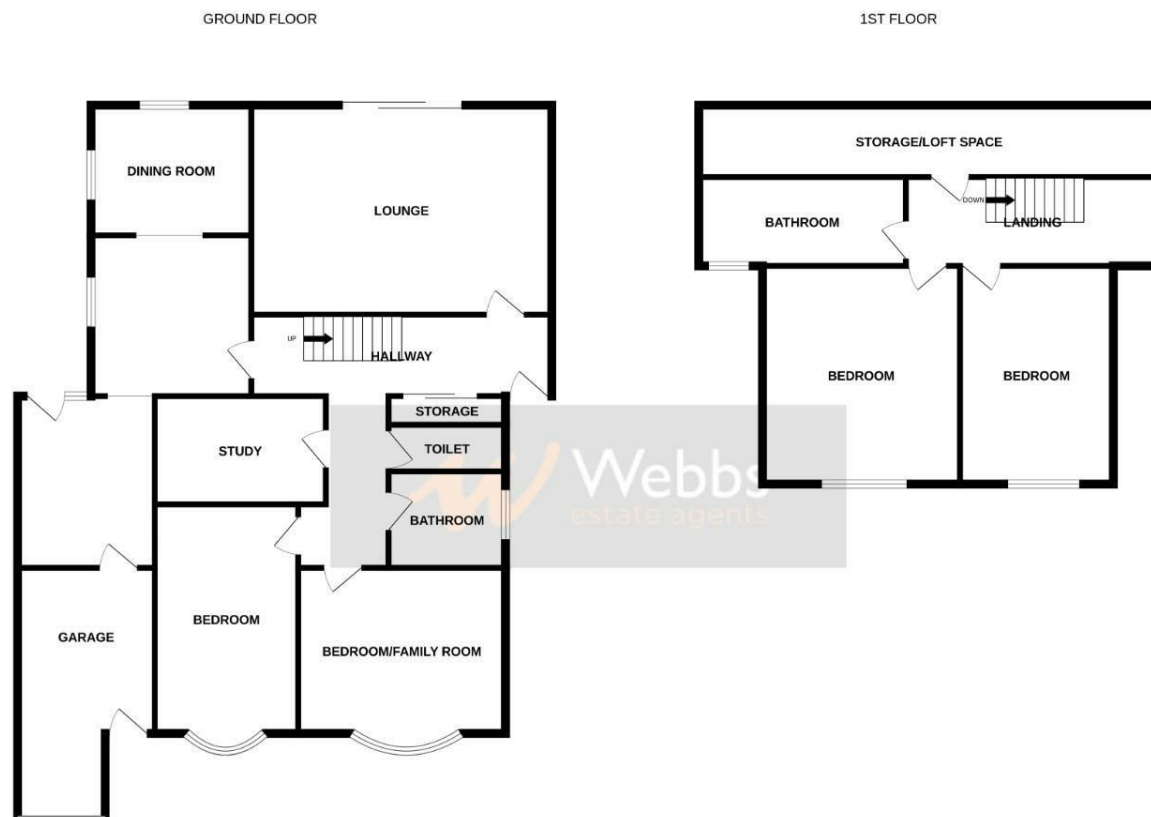 GROUND FLOOR
1ST FLOOR
DINING ROOM
LOUNGE
UP
HALLWAY
STORAGE
STUDY
TOILET
BATHROOM
BEDROOM
GARAGE
BEDROOM/FAMILY ROOM
Webbs
estate agents
STORAGE/LOFT SPACE
DOWN
BATHROOM
LANDING
BEDROOM
BEDROOM